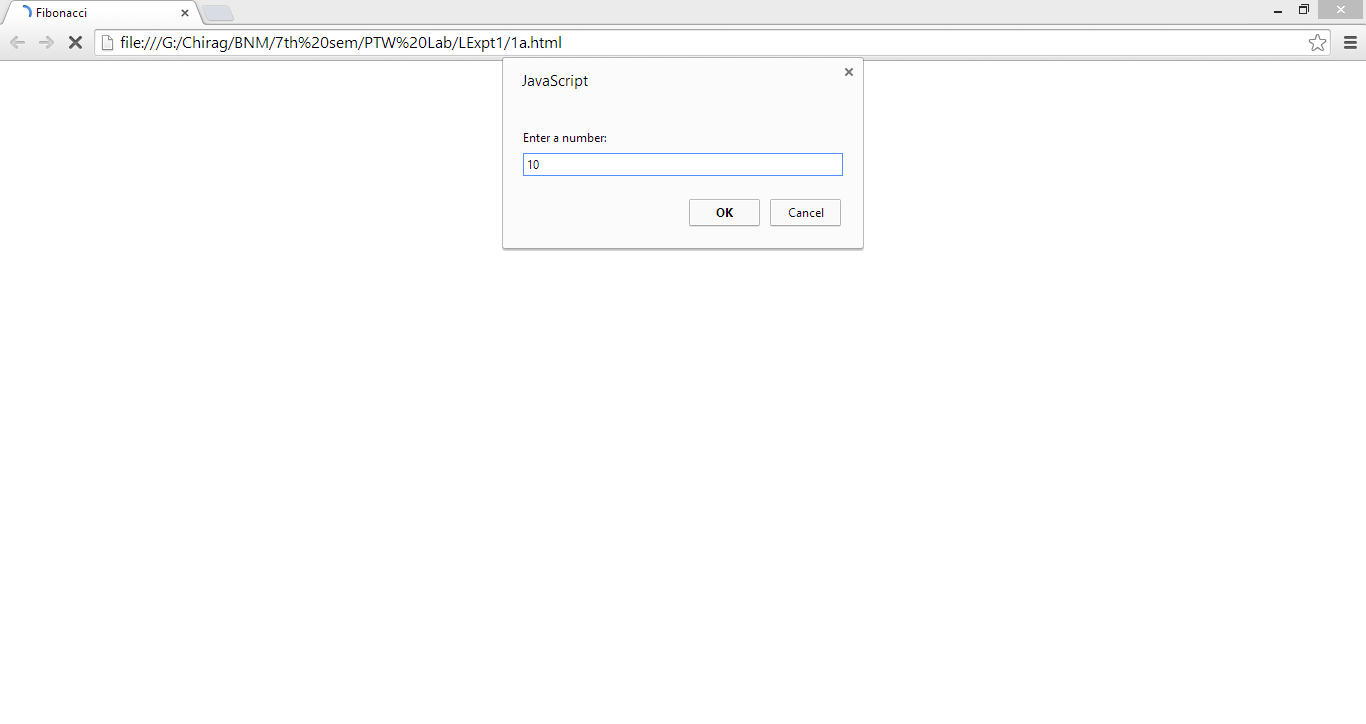 Fibonacci
file:///G:/Chirag/BNM/7th%20sem/PTW%20Lab/LExpt1/1a.html
JavaScript
Enter a number:
10
OK Cancel